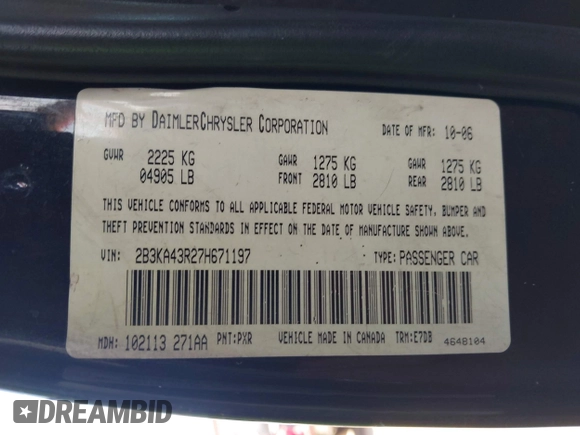 MFD BY DAIMLERCHRYSLER CORPORATION DATE OF MFR: 10-06
GVWR 2225 KG GAWR 1275 KG GAWR 1275 KG
04905 LB FRONT 2810 LB REAR 2810 LB
THIS VEHICLE CONFORMS TO ALL APPLICABLE FEDERAL MOTOR VEHICLE SAFETY, BUMPER AND
THEFT PREVENTION STANDARDS IN EFFECT ON THE DATE OF MANUFACTURE SHOWN ABOVE.
VIN: 2B3KA43R27H671197 TYPE: PASSENGER CAR
MDH: 102113 271AA PNT: PXR VEHICLE MADE IN CANADA TRM: E7DB 4648104
DREAMBID